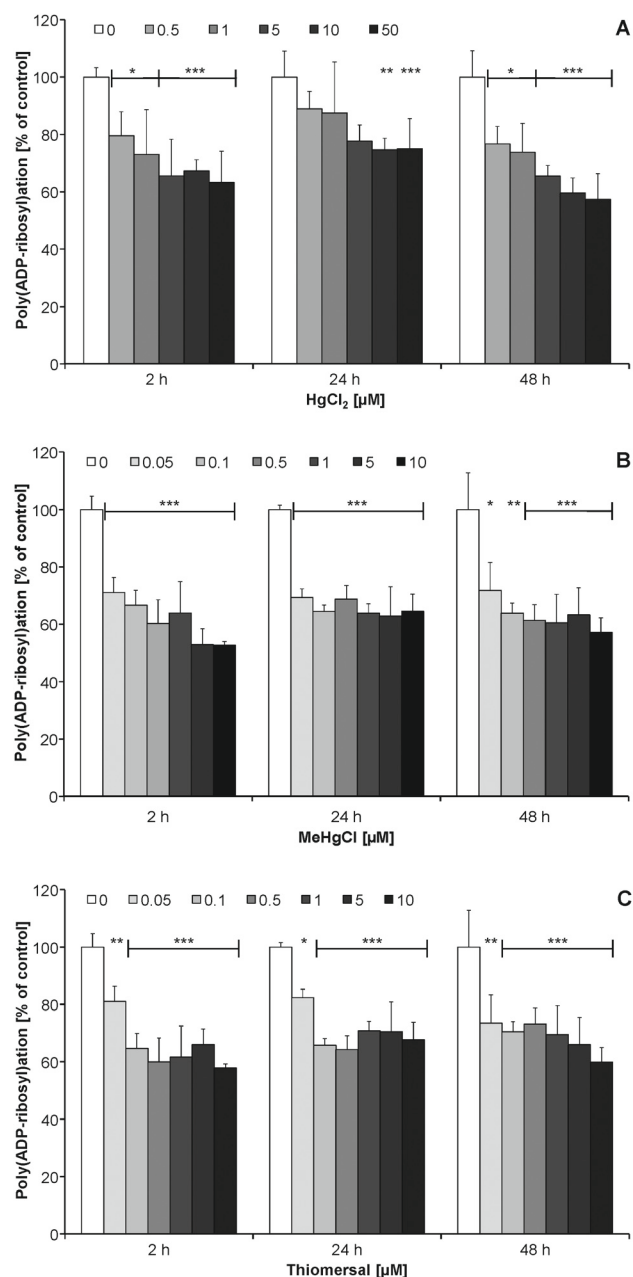 120
0 0.5 1 5 10 50
A
100
* ***
** ***
* ***
80
60
40
20
0
Poly(ADP-ribosyl)ation [% of control]
2 h 24 h 48 h
HgCl₂ [µM]
120
0 0.05 0.1 0.5 1 5 10
B
100
*** *** * ** ***
80
60
40
20
0
Poly(ADP-ribosyl)ation [% of control]
2 h 24 h 48 h
MeHgCl [µM]
120
0 0.05 0.1 0.5 1 5 10
C
100
** *** * *** ** ***
80
60
40
20
0
Poly(ADP-ribosyl)ation [% of control]
2 h 24 h 48 h
Thiomersal [µM]